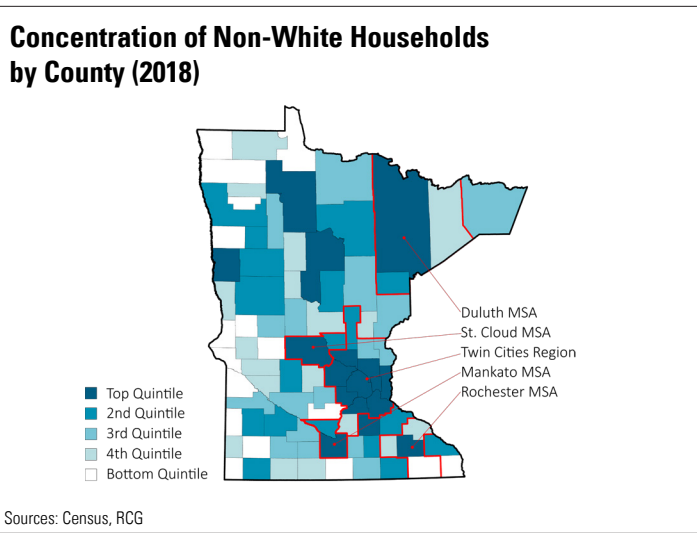 Concentration of Non-White Households
by County (2018)
Duluth MSA
St. Cloud MSA
Twin Cities Region
Mankato MSA
Rochester MSA
Top Quintile
2nd Quintile
3rd Quintile
4th Quintile
Bottom Quintile
Sources: Census, RCG